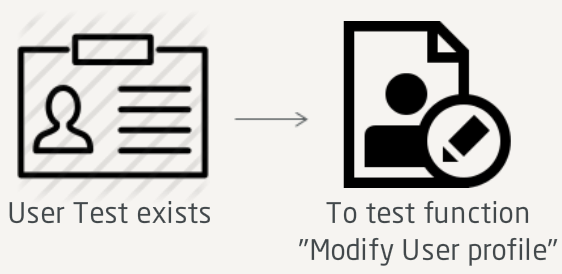 User Test exists
To test function
"Modify User profile"